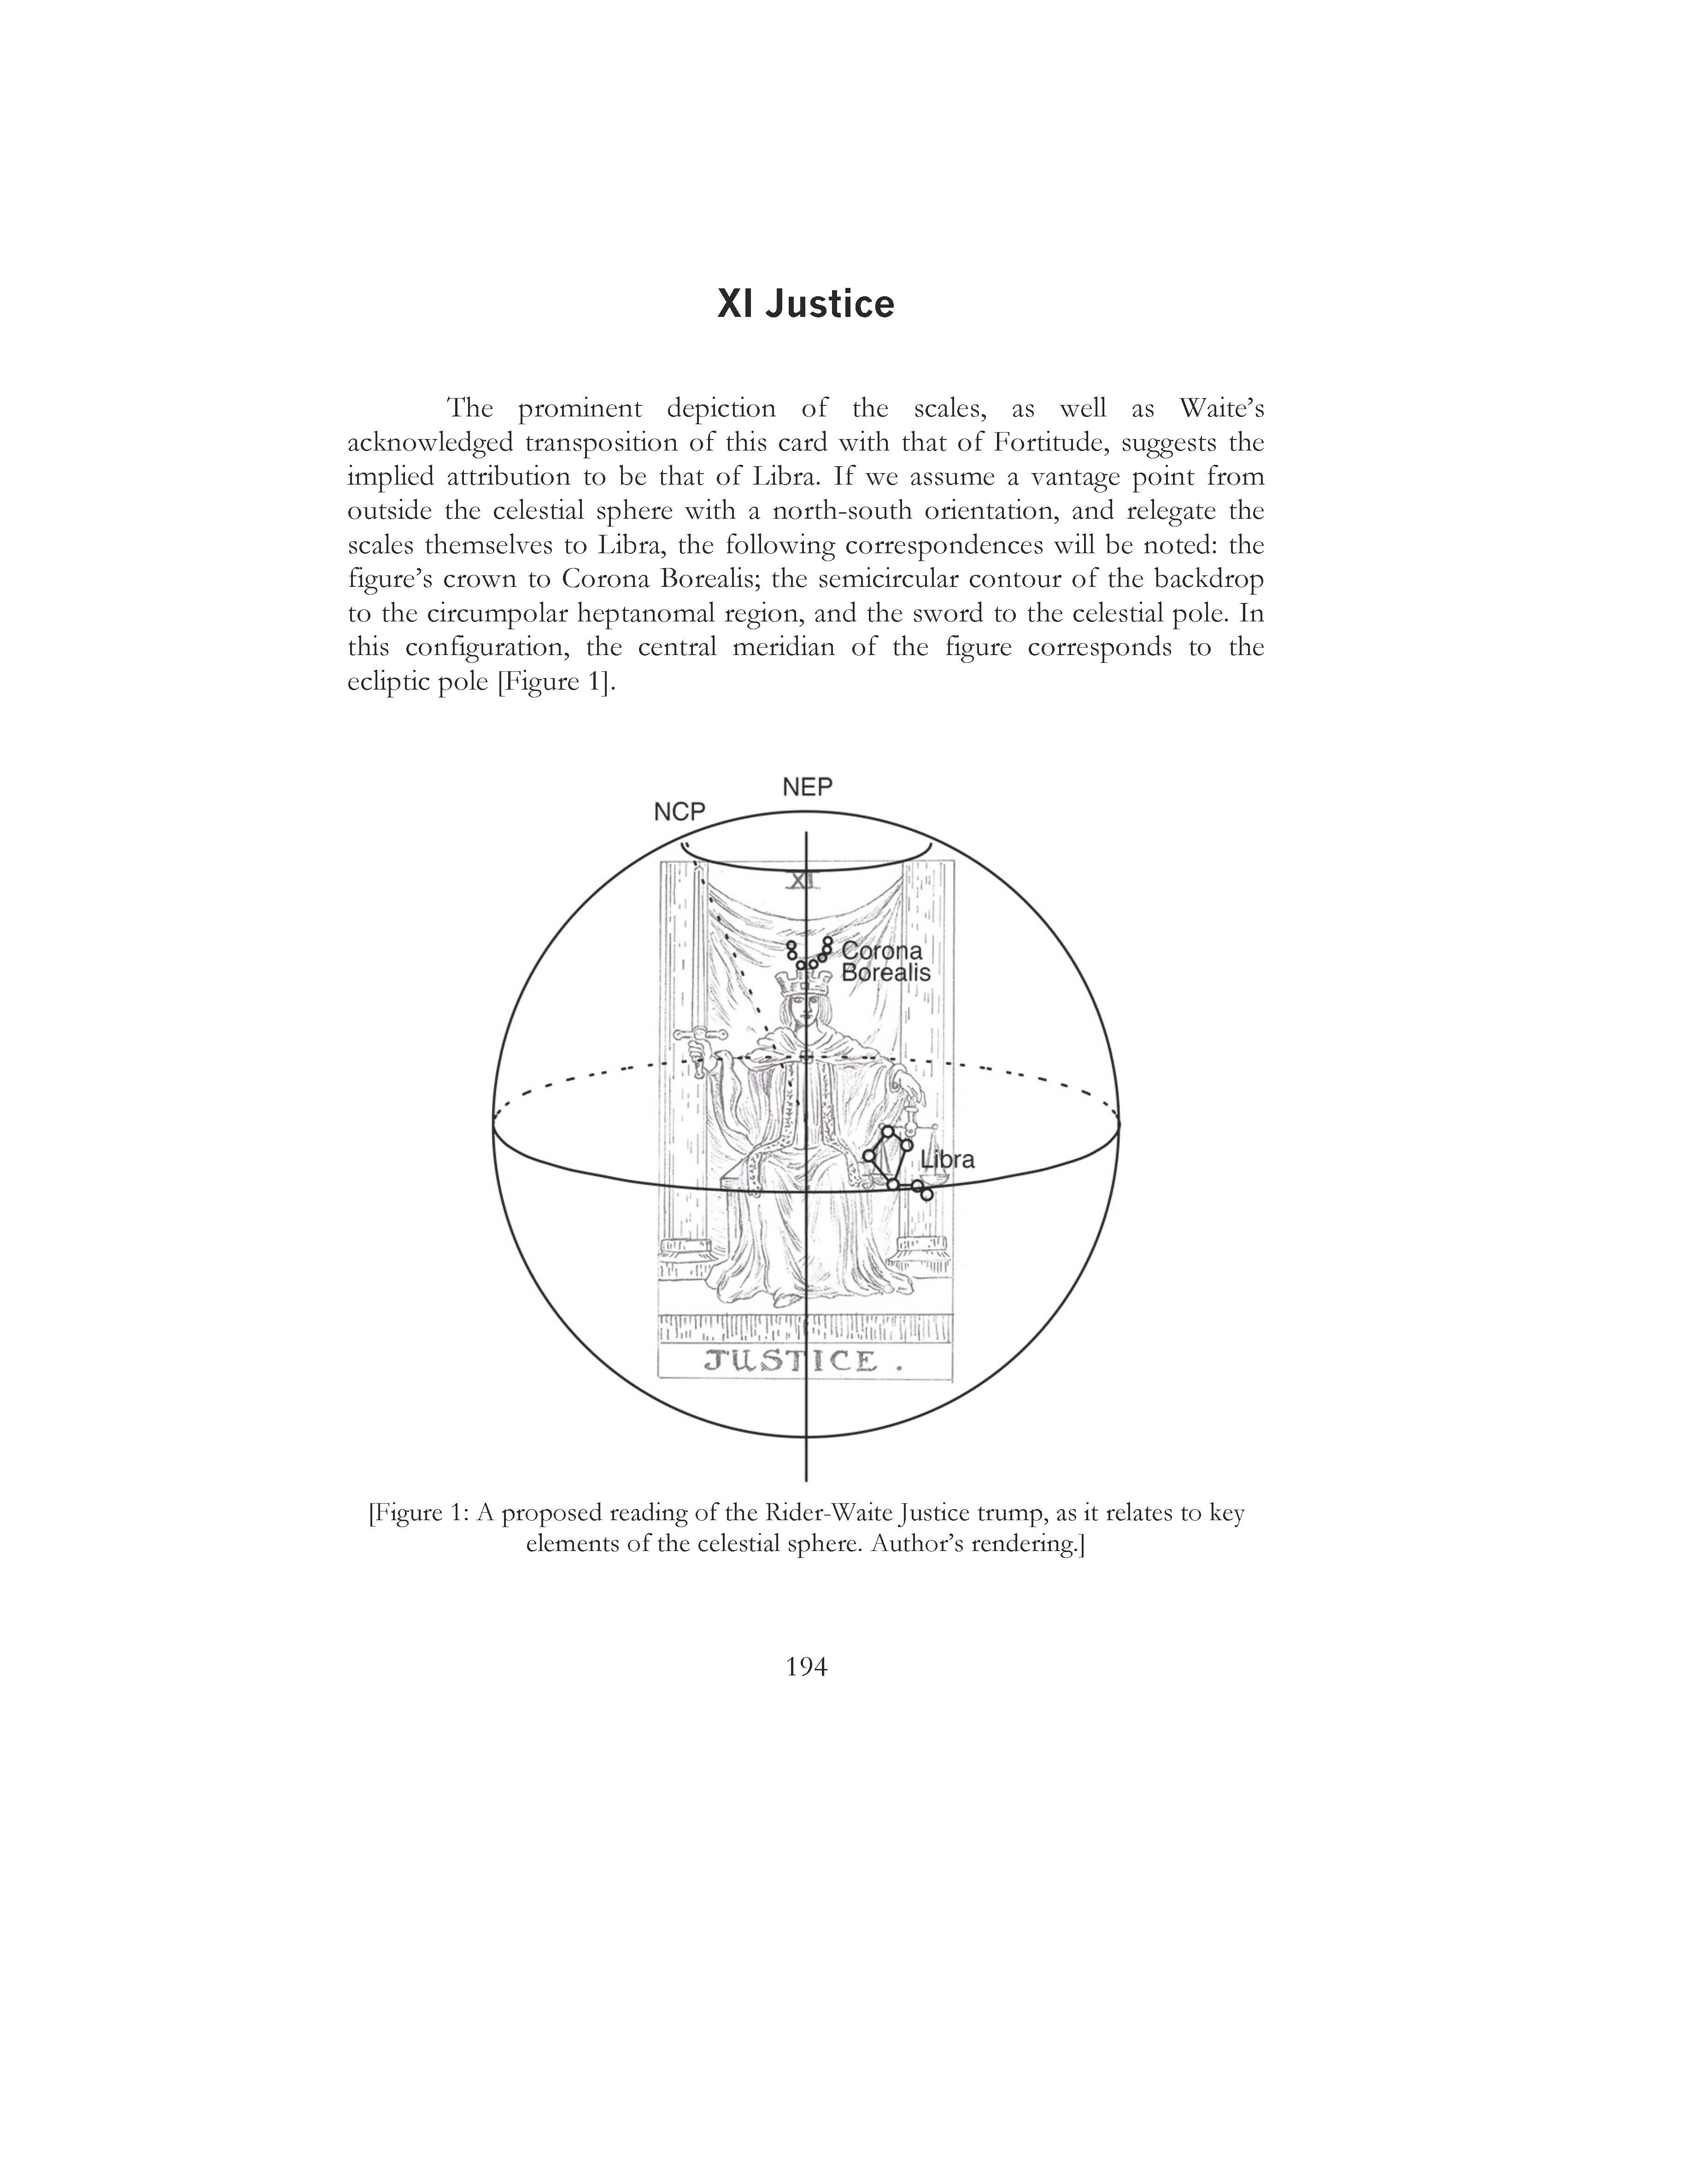 XI Justice
The prominent depiction of the scales, as well as Waite’s
acknowledged transposition of this card with that of Fortitude, suggests the
implied attribution to be that of Libra. If we assume a vantage point from
outside the celestial sphere with a north-south orientation, and relegate the
scales themselves to Libra, the following correspondences will be noted: the
figure’s crown to Corona Borealis; the semicircular contour of the backdrop
to the circumpolar heptanomal region, and the sword to the celestial pole. In
this configuration, the central meridian of the figure corresponds to the
ecliptic pole [Figure 1].
NEP
NCP
XI
Corona
Borealis
Libra
JUSTICE .
[Figure 1: A proposed reading of the Rider-Waite Justice trump, as it relates to key
elements of the celestial sphere. Author’s rendering.]
194